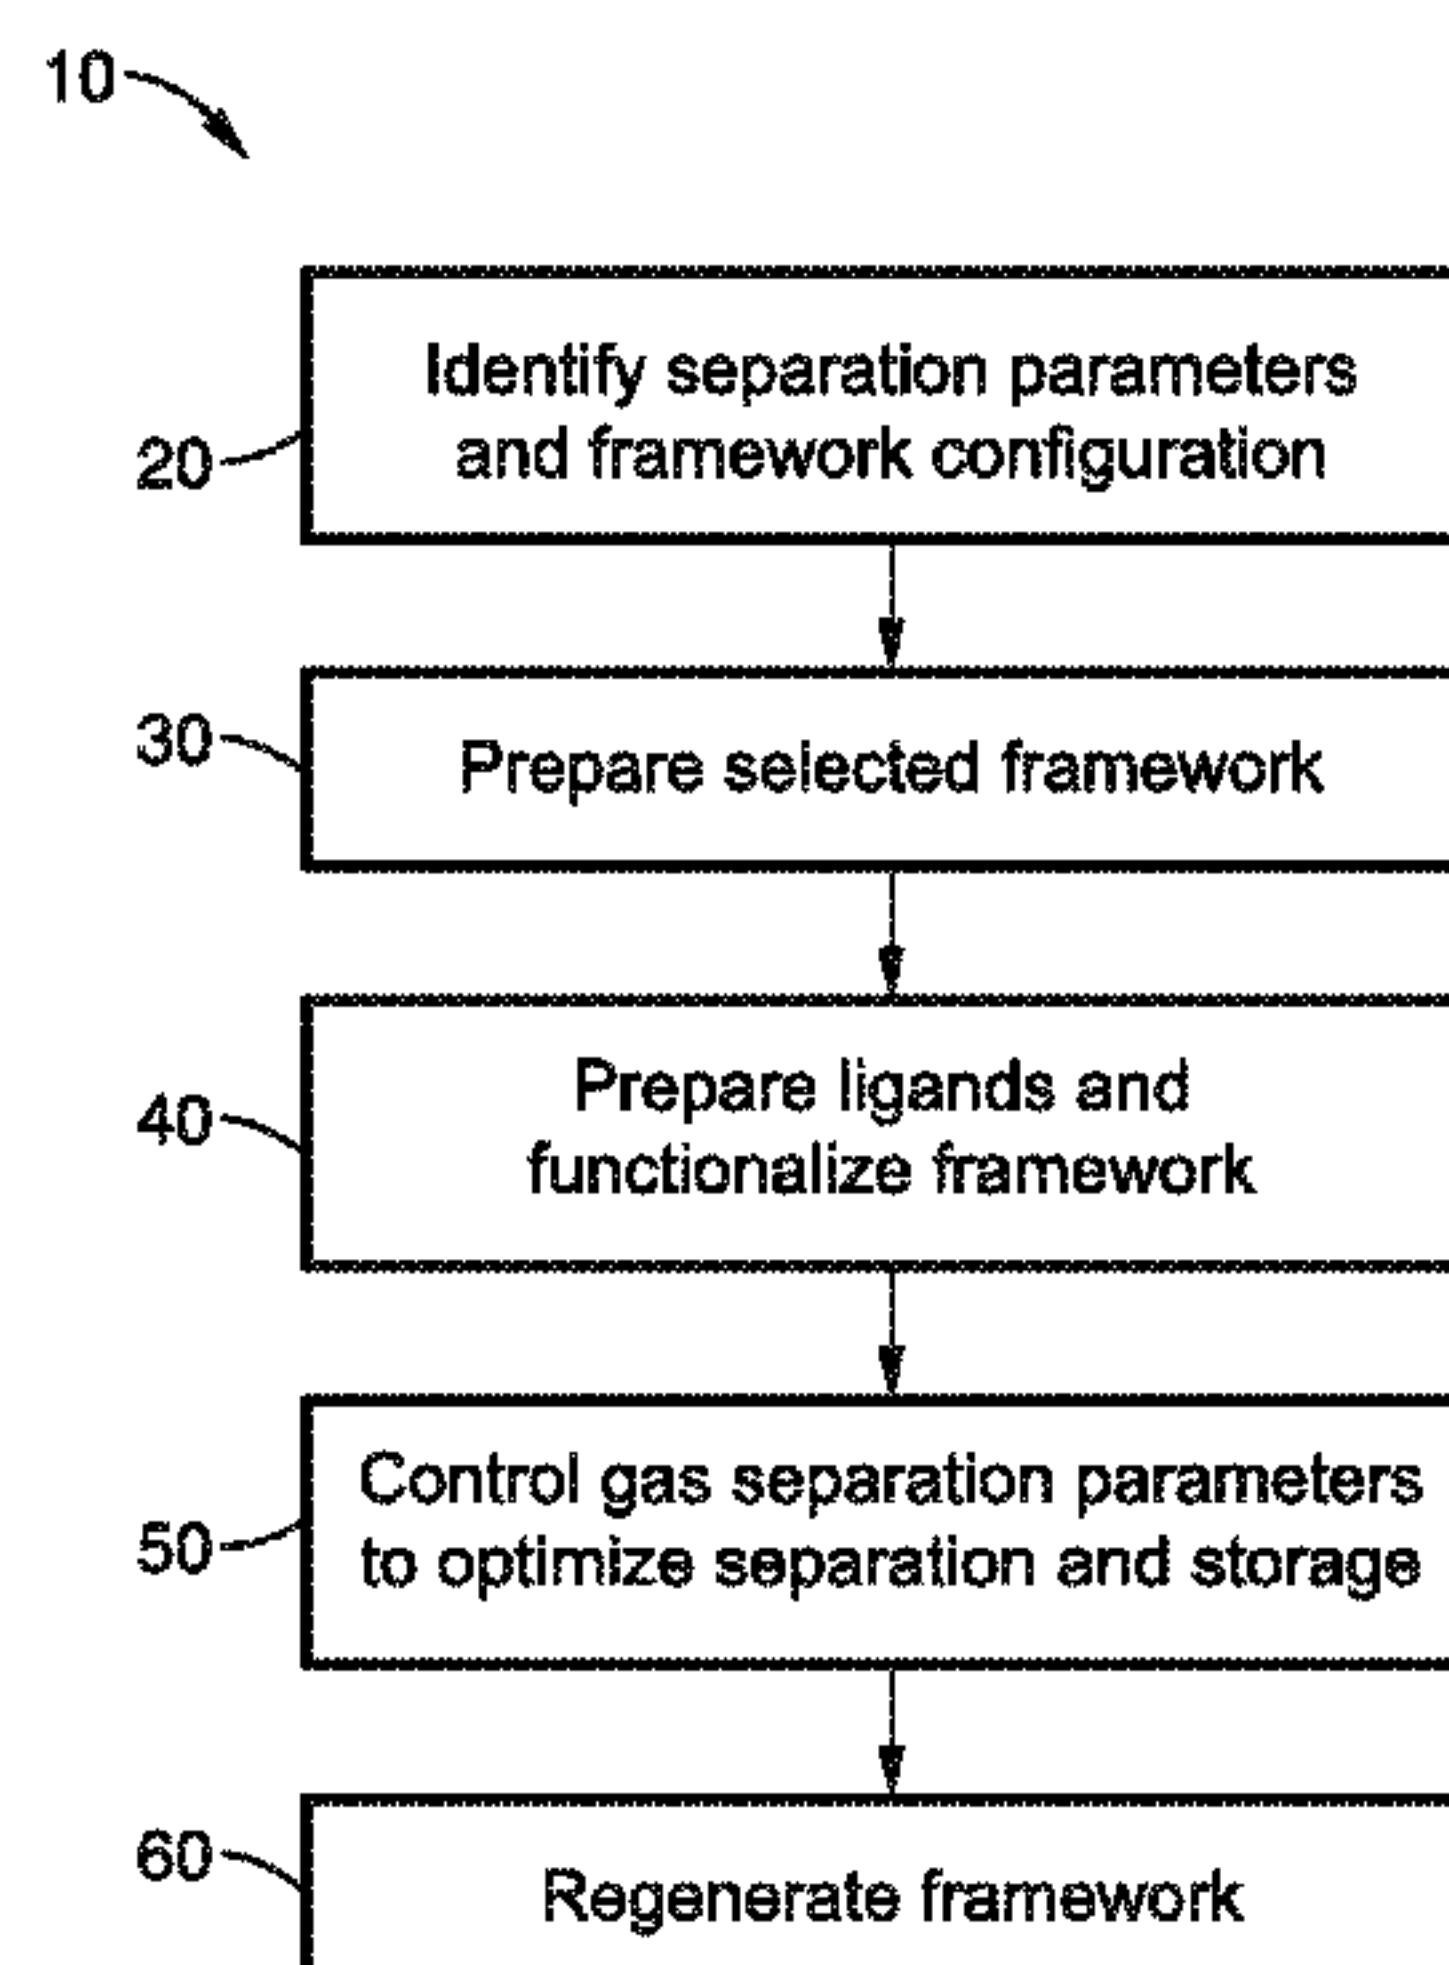 10
Identify separation parameters
and framework configuration
20
30
Prepare selected framework
Prepare ligands and
40
functionalize framework
Control gas separation parameters
50
to optimize separation and storage
60
Regenerate framework